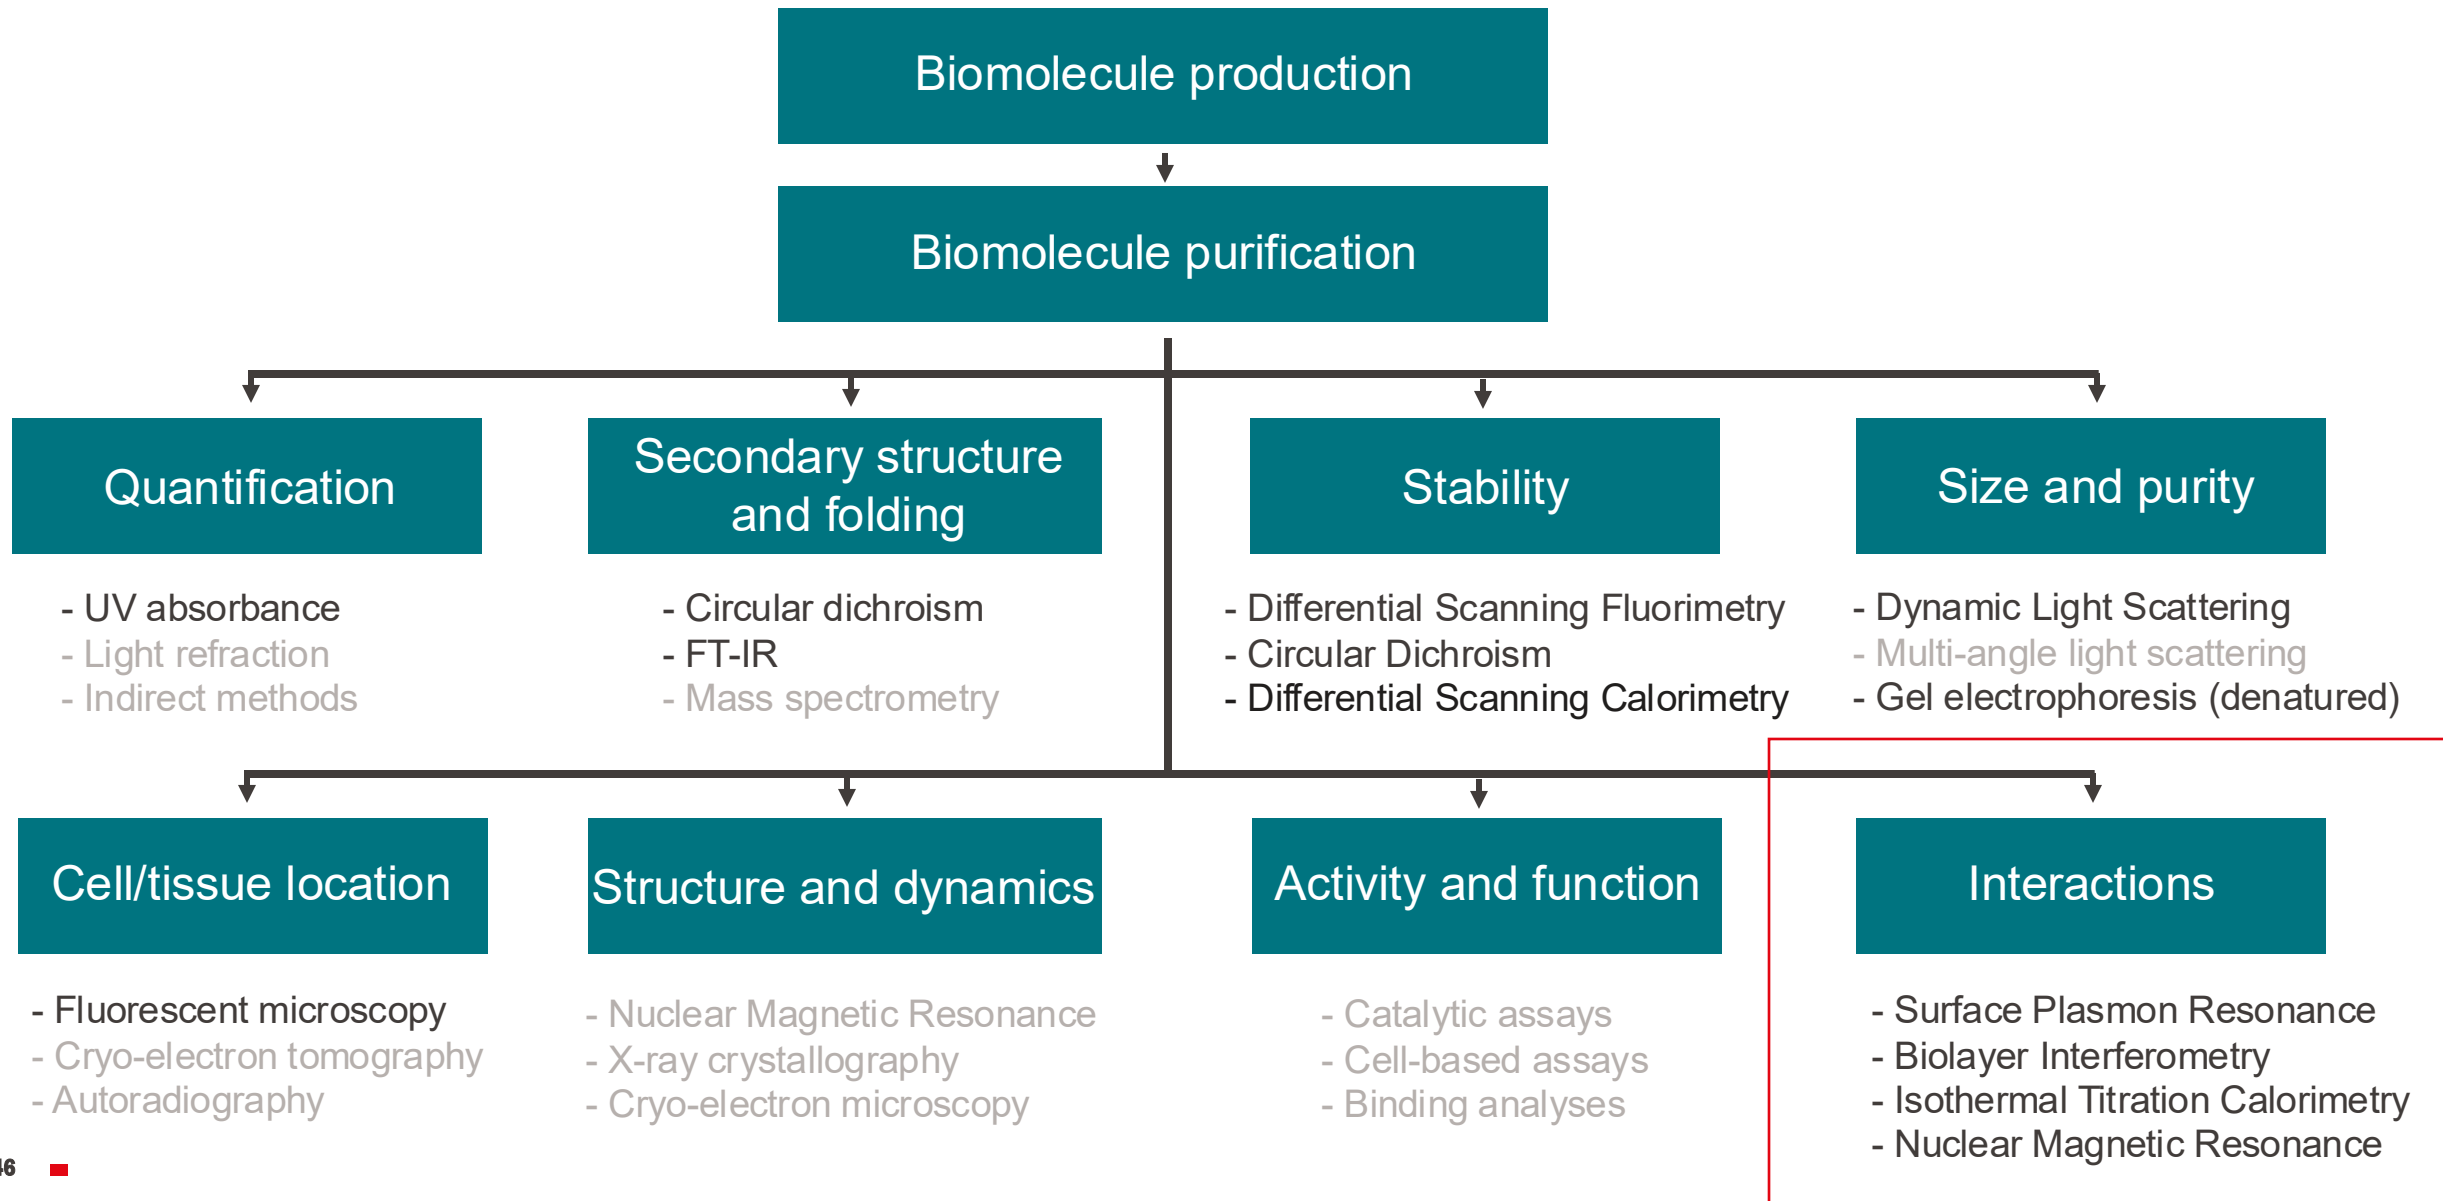 Biomolecule production
Biomolecule purification
Quantification
- UV absorbance
- Light refraction
- Indirect methods
Secondary structure
and folding
- Circular dichroism
- FT-IR
- Mass spectrometry
Stability
- Differential Scanning Fluorimetry
- Circular Dichroism
- Differential Scanning Calorimetry
Size and purity
- Dynamic Light Scattering
- Multi-angle light scattering
- Gel electrophoresis (denatured)
Cell/tissue location
- Fluorescent microscopy
- Cryo-electron tomography
- Autoradiography
Structure and dynamics
- Nuclear Magnetic Resonance
- X-ray crystallography
- Cryo-electron microscopy
Activity and function
- Catalytic assays
- Cell-based assays
- Binding analyses
Interactions
- Surface Plasmon Resonance
- Biolayer Interferometry
- Isothermal Titration Calorimetry
- Nuclear Magnetic Resonance